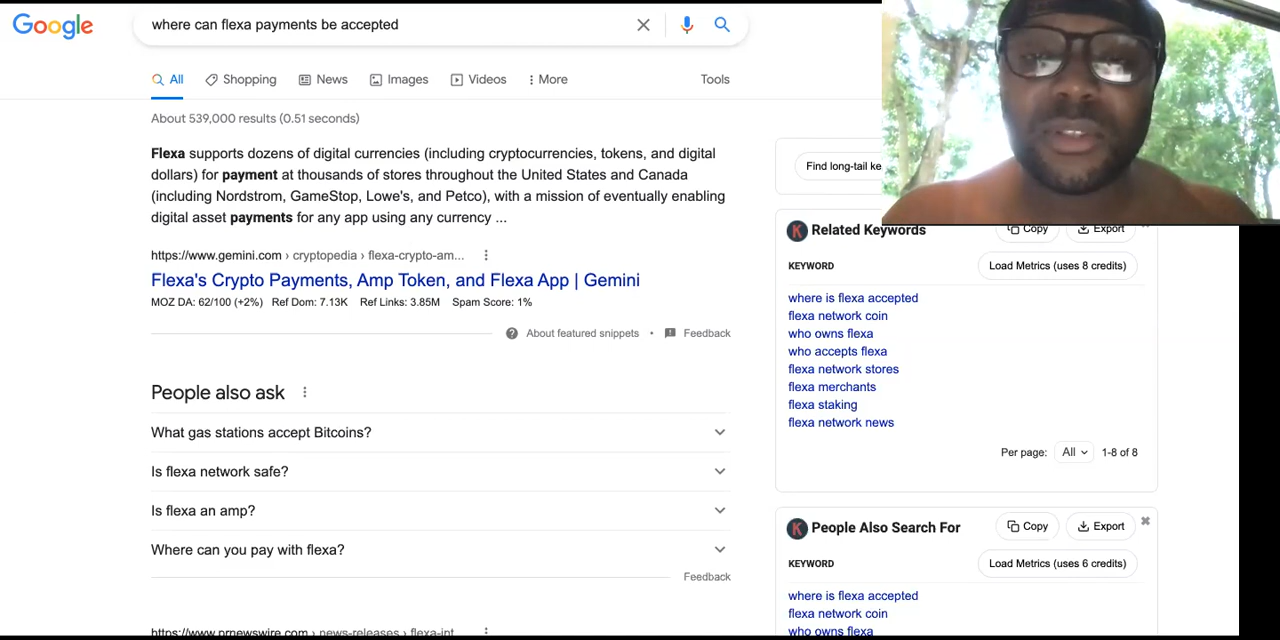 Google
where can flexa payments be accepted
All
Shopping
News
Images
Videos
More
Tools
About 539,000 results (0.51 seconds)
Flexa supports dozens of digital currencies (including cryptocurrencies, tokens, and digital
dollars) for payment at thousands of stores throughout the United States and Canada
(including Nordstrom, GameStop, Lowe's, and Petco), with a mission of eventually enabling
digital asset payments for any app using any currency ...
https://www.gemini.com › cryptopedia › flexa-crypto-am...
Flexa's Crypto Payments, Amp Token, and Flexa App | Gemini
MOZ DA: 62/100 (+2%) Ref Dom: 7.13K Ref Links: 3.85M Spam Score: 1%
About featured snippets • Feedback
People also ask
What gas stations accept Bitcoins?
Is flexa network safe?
Is flexa an amp?
Where can you pay with flexa?
Feedback
https://www.prnewswire.com › news-releases › flexa-int...
Find long-tail ke
K Related Keywords
Copy
Export
KEYWORD
Load Metrics (uses 8 credits)
where is flexa accepted
flexa network coin
who owns flexa
who accepts flexa
flexa network stores
flexa merchants
flexa staking
flexa network news
Per page: All 1-8 of 8
K People Also Search For
Copy
Export
KEYWORD
Load Metrics (uses 6 credits)
where is flexa accepted
flexa network coin
who owns flexa